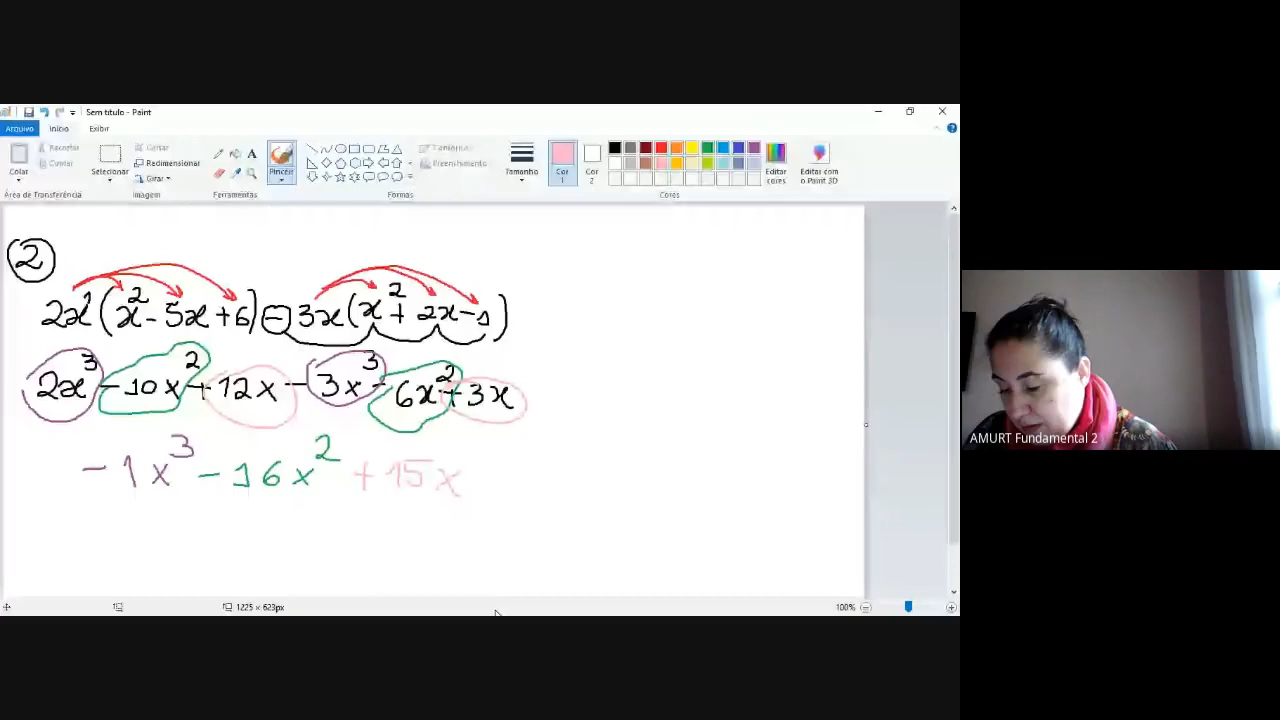 Sem título - Paint
Arquivo Início Exibir
Colar
Recortar
Copiar
Área de Transferência
Selecionar
Cortar
Redimensionar
Girar
Imagem
A
Ferramentas
Pincéis
Contorno
Preenchimento
Formas
Tamanho
Cor 1
Cor 2
Editar cores
Cores
Editar com o Paint 3D
2
2x¹(x² - 5x + 6) - 3x(x² + 2x - 1)
2x³ - 10x² + 12x - 3x³ - 6x² + 3x
- 1x³ - 16x² + 15x
1225 × 623px
100%
AMURT Fundamental 2